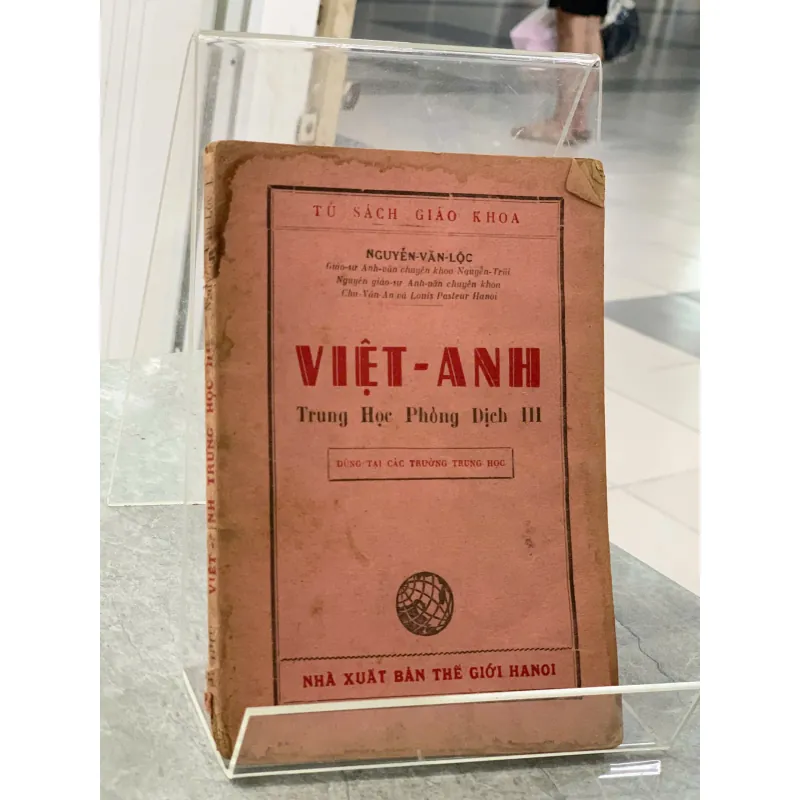 TỦ SÁCH GIÁO KHOA
NGUYỄN-VĂN-LỘC
Giáo-sư Anh-văn chuyên khoa Nguyễn-Trãi
Nguyên giáo-sư Anh-văn chuyên khoa
Chu-Văn-An và Louis Pasteur Hanoi
VIỆT-ANH
Trung Học Phỏng Dịch III
DÙNG TẠI CÁC TRƯỜNG TRUNG HỌC
NHÀ XUẤT BẢN THẾ GIỚI HANOI
VIỆT- NH TRUNG HỌC